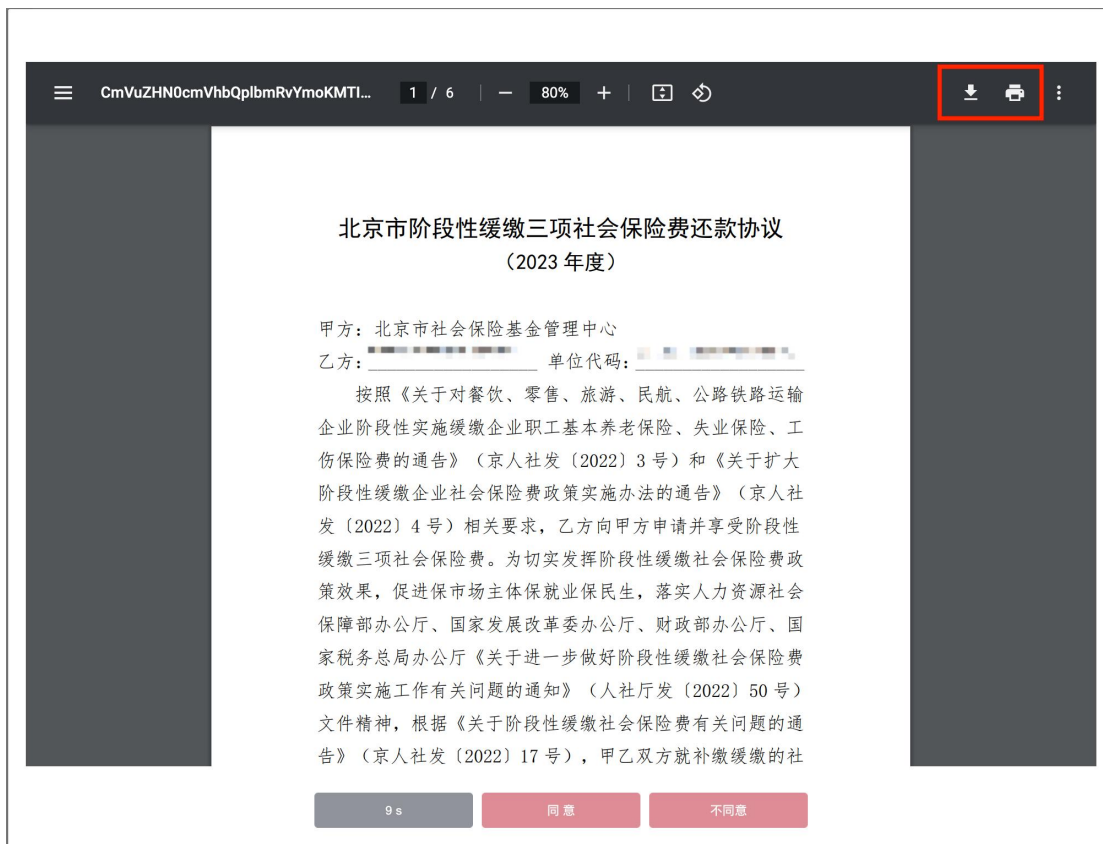 CmVuZHN0cmVhbQplbmRvYmoKMTI... 1 / 6 80%
北京市阶段性缓缴三项社会保险费还款协议
（2023 年度）
甲方：北京市社会保险基金管理中心
乙方： 单位代码：
按照《关于对餐饮、零售、旅游、民航、公路铁路运输
企业阶段性实施缓缴企业职工基本养老保险、失业保险、工
伤保险费的通告》（京人社发〔2022〕3 号）和《关于扩大
阶段性缓缴企业社会保险费政策实施办法的通告》（京人社
发〔2022〕4 号）相关要求，乙方向甲方申请并享受阶段性
缓缴三项社会保险费。为切实发挥阶段性缓缴社会保险费政
策效果，促进保市场主体保就业保民生，落实人力资源社会
保障部办公厅、国家发展改革委办公厅、财政部办公厅、国
家税务总局办公厅《关于进一步做好阶段性缓缴社会保险费
政策实施工作有关问题的通知》（人社厅发〔2022〕50 号）
文件精神，根据《关于阶段性缓缴社会保险费有关问题的通
告》（京人社发〔2022〕17 号），甲乙双方就补缴缓缴的社
9 s 同 意 不同意